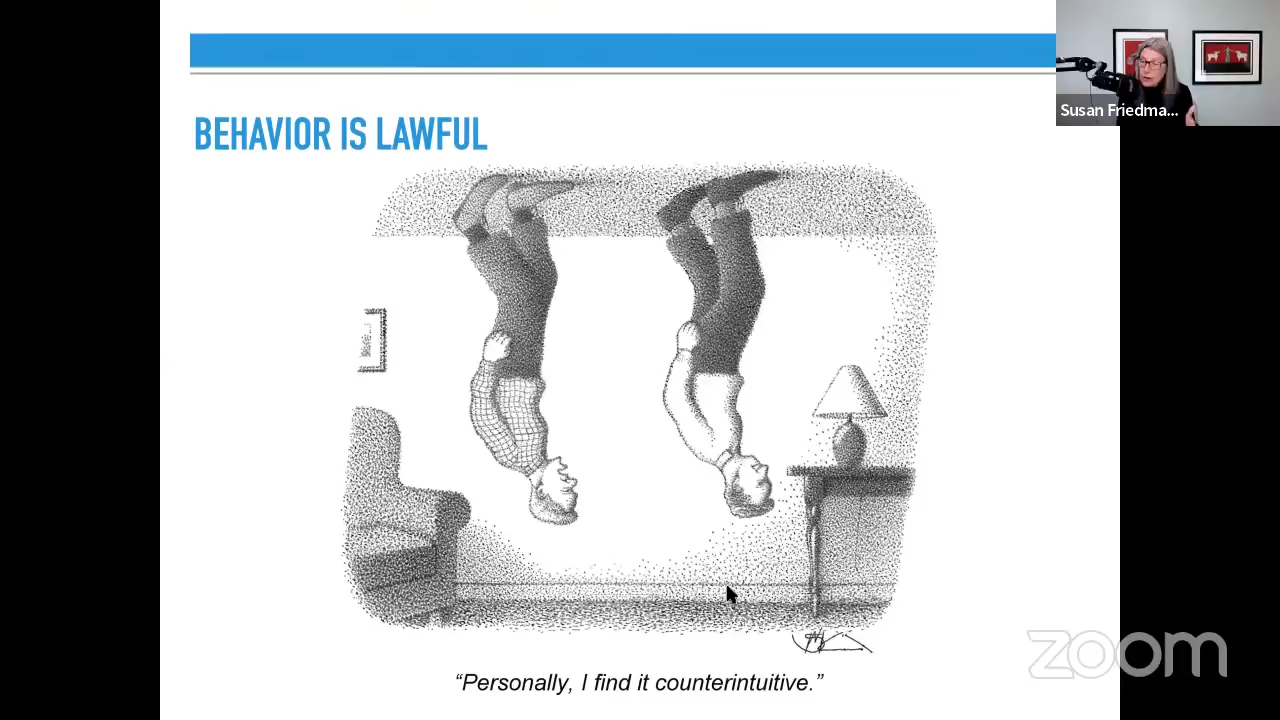 Susan Friedma...
BEHAVIOR IS LAWFUL
zoom
“Personally, I find it counterintuitive.”